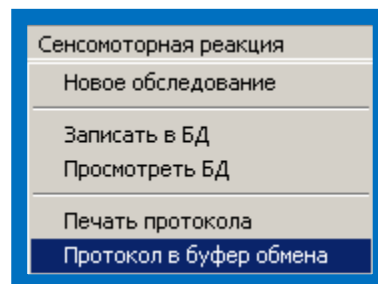 Сенсомоторная реакция
Новое обследование
Записать в БД
Просмотреть БД
Печать протокола
Протокол в буфер обмена